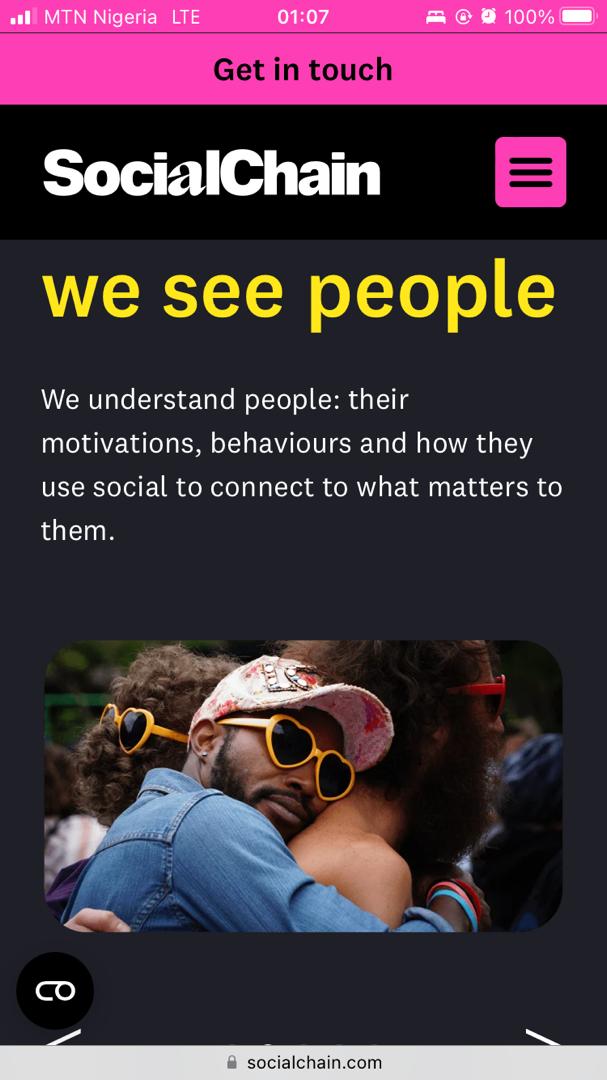 MTN Nigeria LTE 01:07 100%
Get in touch
SocialChain
we see people
We understand people: their
motivations, behaviours and how they
use social to connect to what matters to
them.
socialchain.com